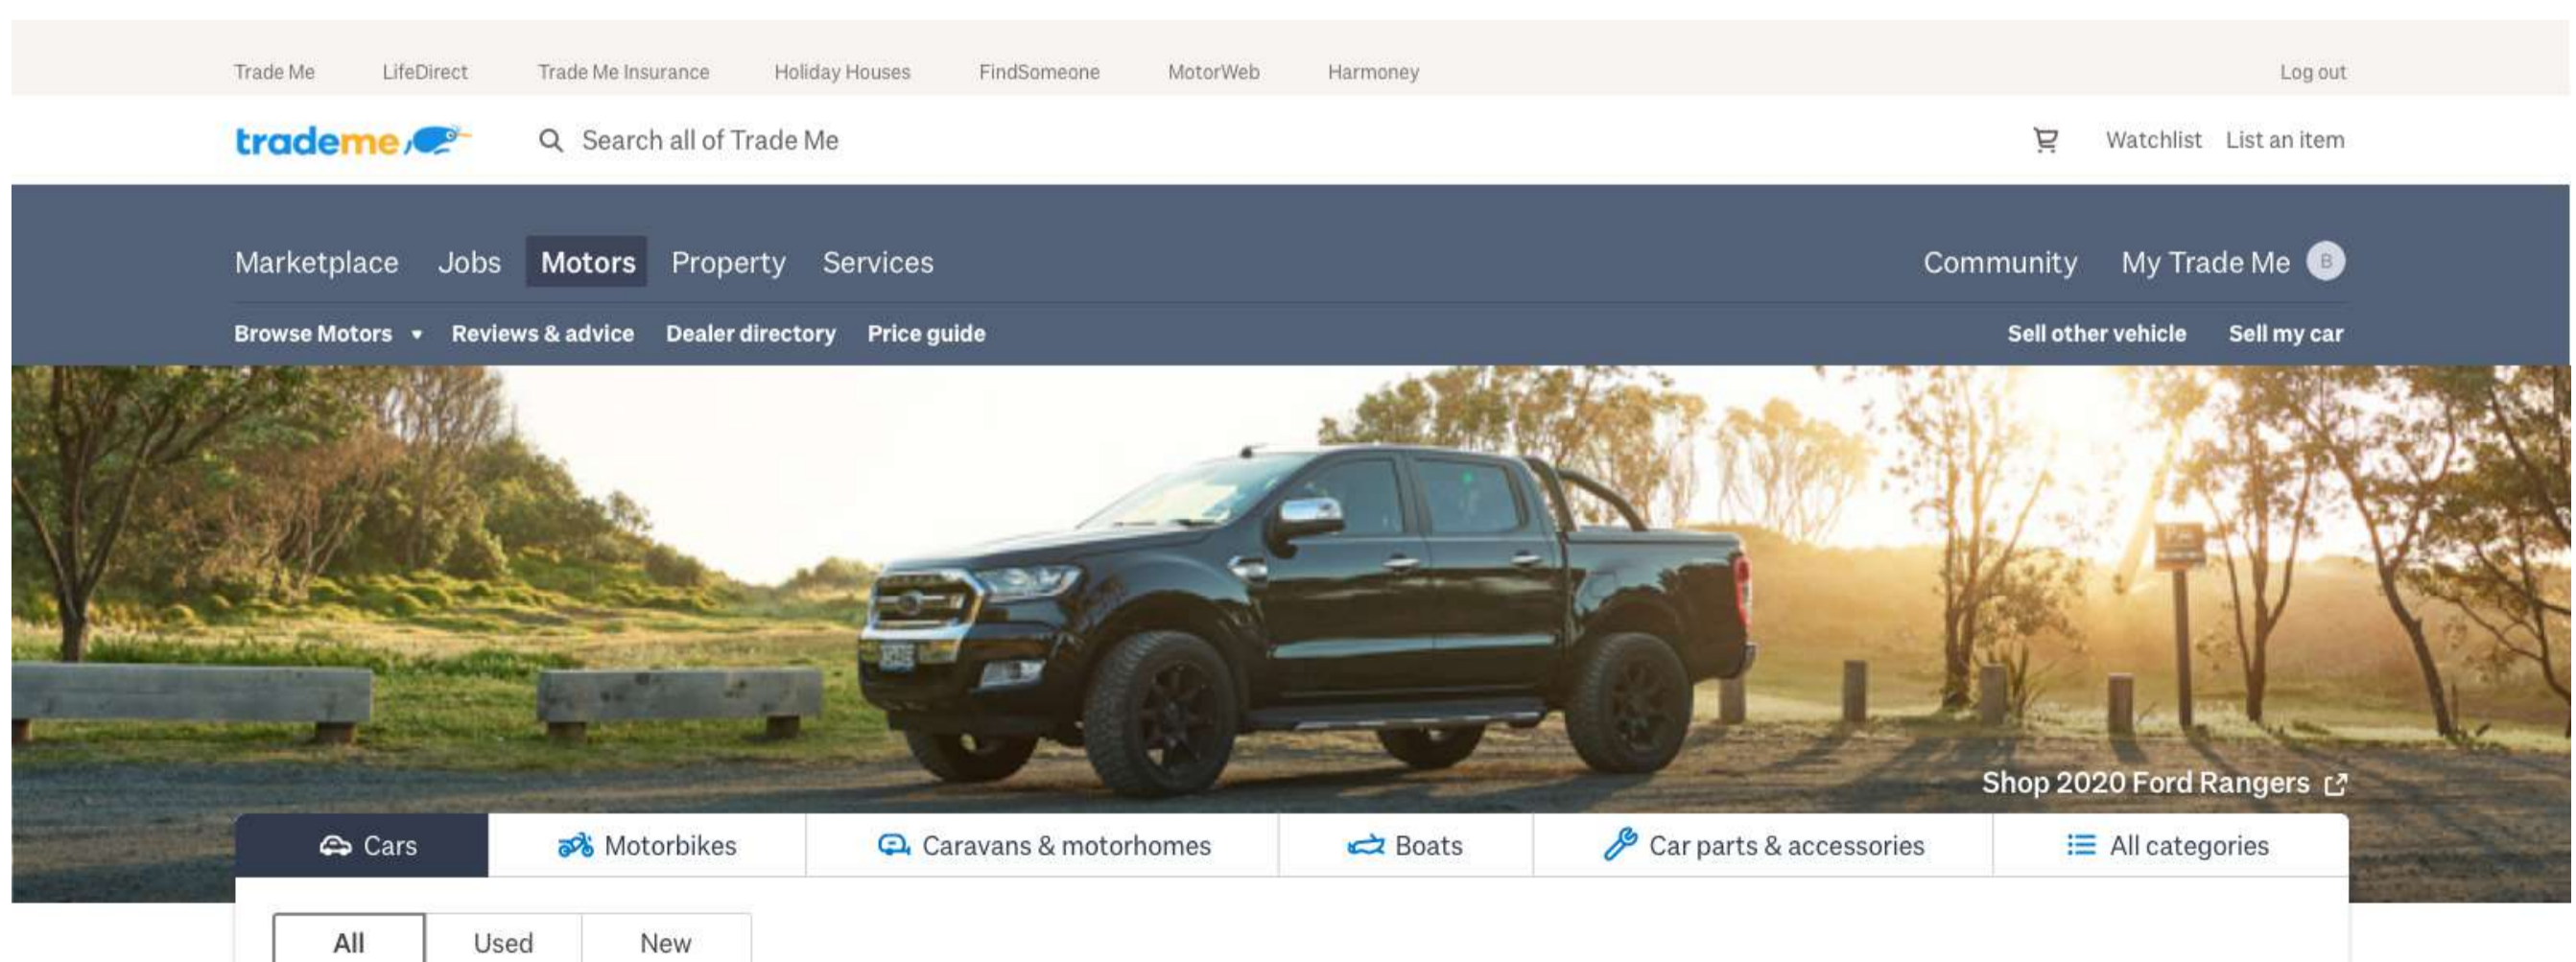 Trade Me LifeDirect Trade Me Insurance Holiday Houses FindSomeone MotorWeb Harmoney Log out
trademe Search all of Trade Me Watchlist List an item
Marketplace Jobs Motors Property Services Community My Trade Me B
Browse Motors Reviews & advice Dealer directory Price guide Sell other vehicle Sell my car
Shop 2020 Ford Rangers
Cars Motorbikes Caravans & motorhomes Boats Car parts & accessories All categories
All Used New